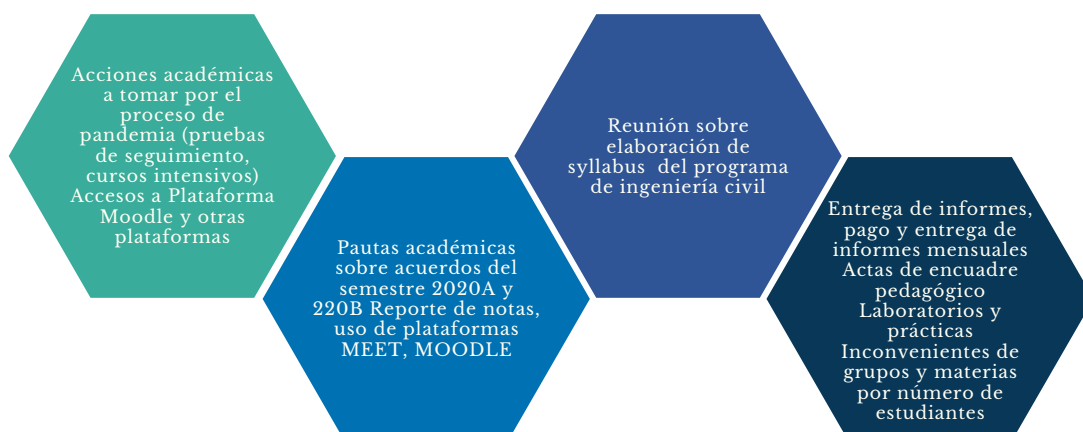 Acciones académicas
a tomar por el
proceso de
pandemia (pruebas
de seguimiento,
cursos intensivos)
Accesos a Plataforma
Moodle y otras
plataformas
Pautas académicas
sobre acuerdos del
semestre 2020A y
220B Reporte de notas,
uso de plataformas
MEET, MOODLE
Reunión sobre
elaboración de
syllabus del programa
de ingeniería civil
Entrega de informes,
pago y entrega de
informes mensuales
Actas de encuadre
pedagógico
Laboratorios y
prácticas
Inconvenientes de
grupos y materias
por número de
estudiantes